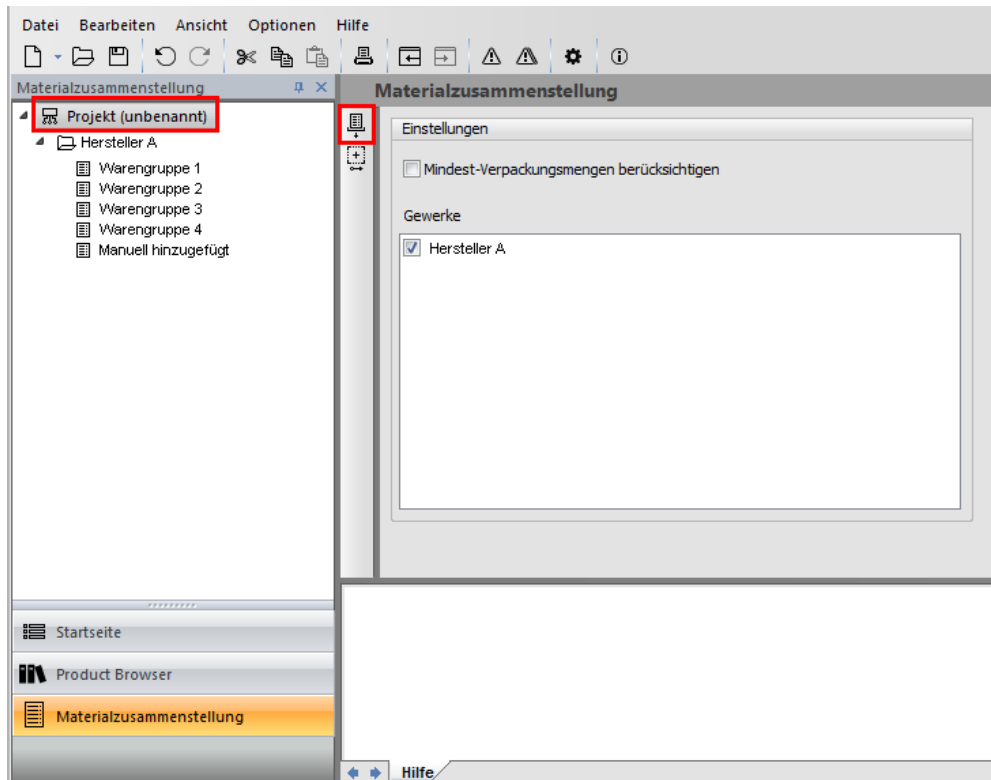 Datei Bearbeiten Ansicht Optionen Hilfe
Materialzusammenstellung
Projekt (unbenannt)
Hersteller A
Warengruppe 1
Warengruppe 2
Warengruppe 3
Warengruppe 4
Manuell hinzugefügt
Startseite
Product Browser
Materialzusammenstellung
Materialzusammenstellung
Einstellungen
Mindest-Verpackungsmengen berücksichtigen
Gewerke
Hersteller A
Hilfe